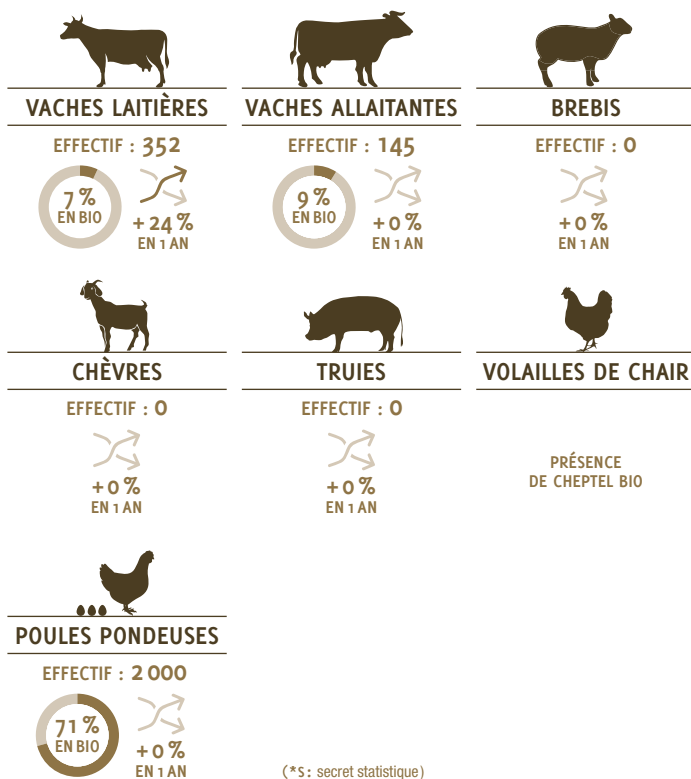 VACHES LAITIÈRES
EFFECTIF : 352
7 %
EN BIO
+ 24 %
EN 1 AN
VACHES ALLAITANTES
EFFECTIF : 145
9 %
EN BIO
+ 0 %
EN 1 AN
BREBIS
EFFECTIF : 0
+ 0 %
EN 1 AN
CHÈVRES
EFFECTIF : 0
+ 0 %
EN 1 AN
TRUIES
EFFECTIF : 0
+ 0 %
EN 1 AN
VOLAILLES DE CHAIR
PRÉSENCE
DE CHEPTEL BIO
POULES PONDEUSES
EFFECTIF : 2 000
71 %
EN BIO
+ 0 %
EN 1 AN
(*S : secret statistique)